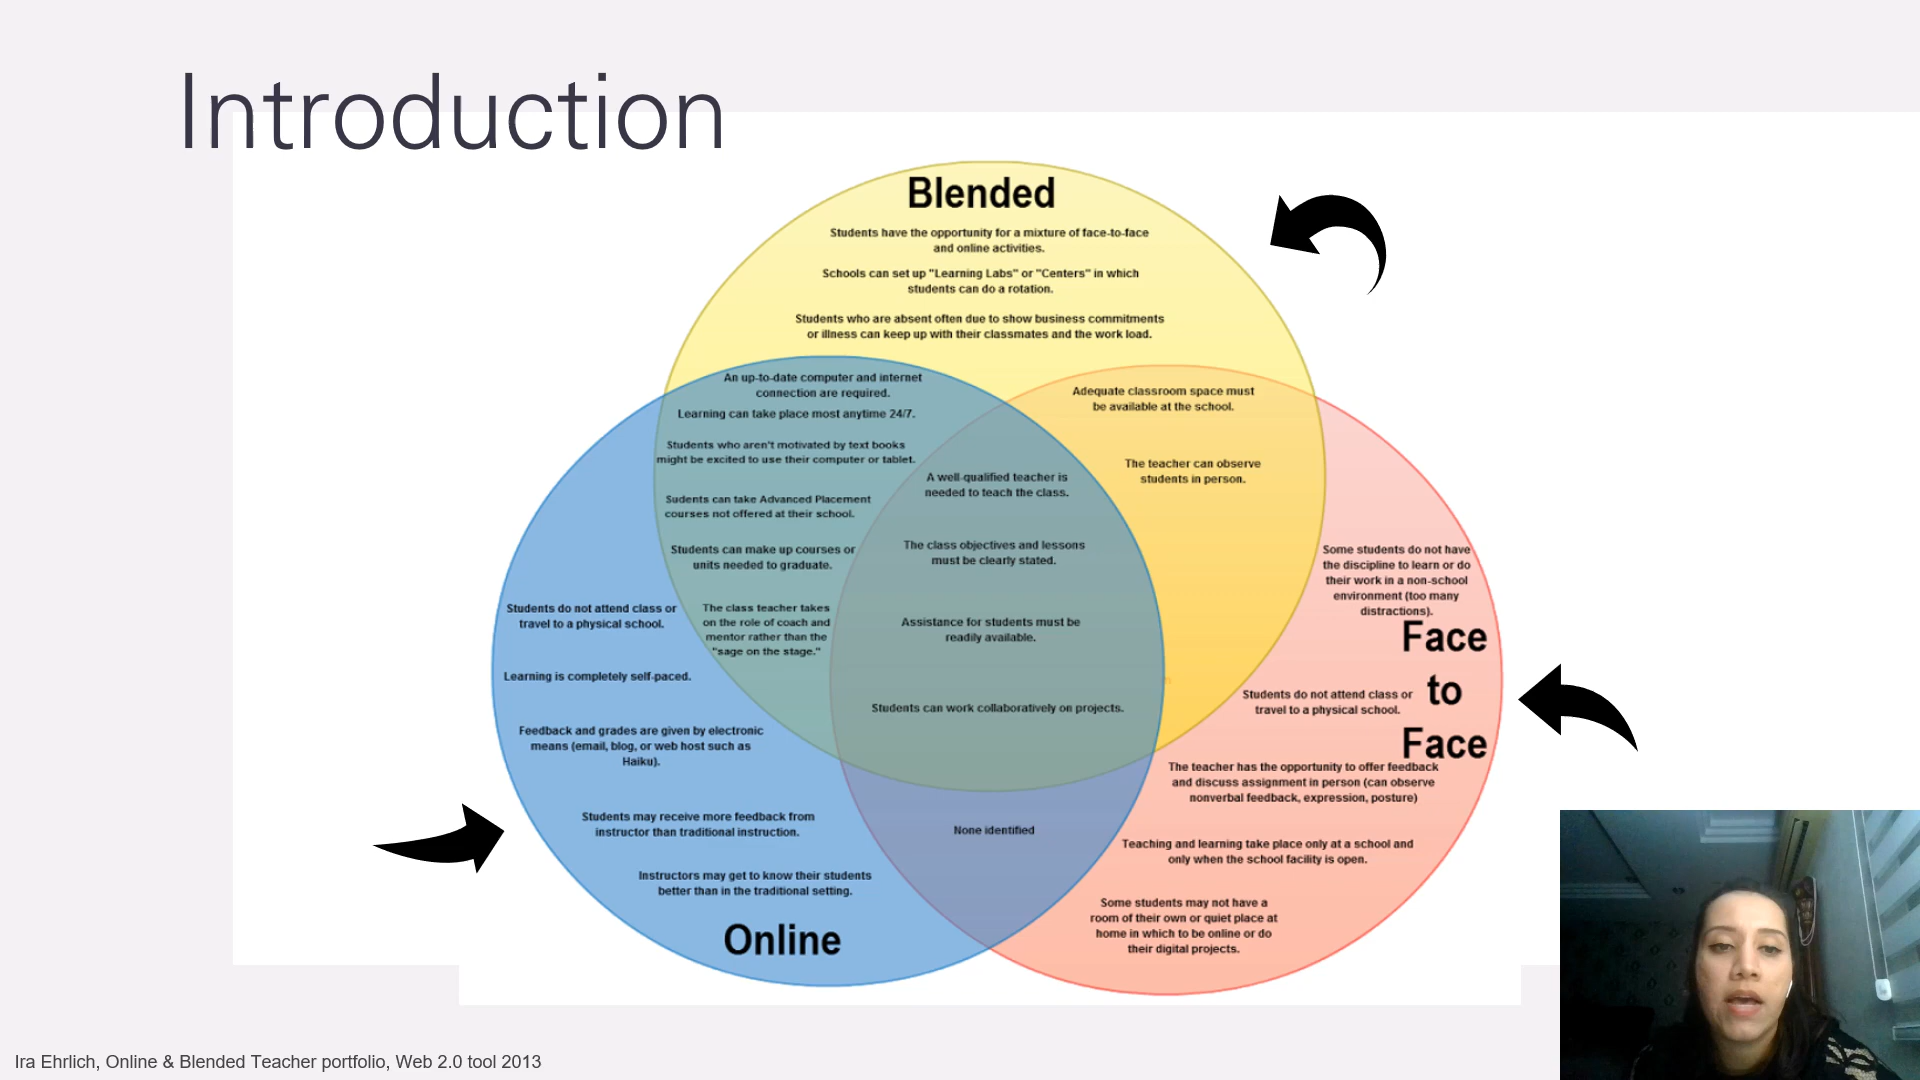 Introduction
Blended
Students have the opportunity for a mixture of face-to-face
and online activities.
Schools can set up "Learning Labs" or "Centers" in which
students can do a rotation.
Students who are absent often due to show business commitments
or illness can keep up with their classmates and the work load.
An up-to-date computer and internet
connection are required.
Learning can take place most anytime 24/7.
Students who aren't motivated by text books
might be excited to use their computer or tablet.
Sudents can take Advanced Placement
courses not offered at their school.
Students can make up courses or
units needed to graduate.
The class teacher takes
on the role of coach and
mentor rather than the
"sage on the stage."
Adequate classroom space must
be available at the school.
The teacher can observe
students in person.
A well-qualified teacher is
needed to teach the class.
The class objectives and lessons
must be clearly stated.
Assistance for students must be
readily available.
Students can work collaboratively on projects.
Students do not attend class or
travel to a physical school.
Learning is completely self-paced.
Feedback and grades are given by electronic
means (email, blog, or web host such as
Haiku).
Students may receive more feedback from
instructor than traditional instruction.
Instructors may get to know their students
better than in the traditional setting.
Online
None identified
Some students do not have
the discipline to learn or do
their work in a non-school
environment (too many
distractions).
Face
to
Face
Students do not attend class or
travel to a physical school.
The teacher has the opportunity to offer feedback
and discuss assignment in person (can observe
nonverbal feedback, expression, posture)
Teaching and learning take place only at a school and
only when the school facility is open.
Some students may not have a
room of their own or quiet place at
home in which to be online or do
their digital projects.
Ira Ehrlich, Online & Blended Teacher portfolio, Web 2.0 tool 2013